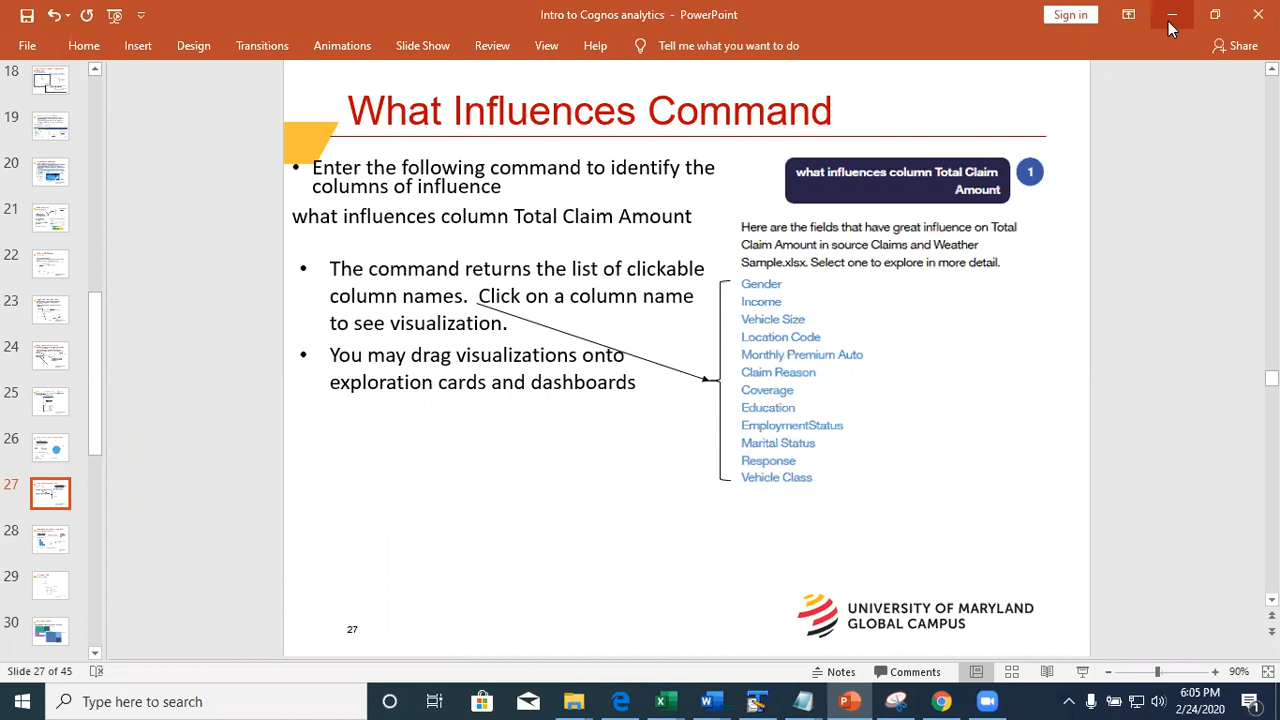 Intro to Cognos analytics - PowerPoint
Sign in
File Home Insert Design Transitions Animations Slide Show Review View Help Tell me what you want to do Share
18
19
20
21
22
23
24
25
26
27
28
29
30
What Influences Command
• Enter the following command to identify the
columns of influence
what influences column Total Claim Amount
• The command returns the list of clickable
column names. Click on a column name
to see visualization.
• You may drag visualizations onto
exploration cards and dashboards
what influences column Total Claim
Amount
1
Here are the fields that have great influence on Total
Claim Amount in source Claims and Weather
Sample.xlsx. Select one to explore in more detail.
Gender
Income
Vehicle Size
Location Code
Monthly Premium Auto
Claim Reason
Coverage
Education
EmploymentStatus
Marital Status
Response
Vehicle Class
27
UNIVERSITY OF MARYLAND
GLOBAL CAMPUS
Slide 27 of 45 Notes Comments 90%
Type here to search
6:05 PM
2/24/2020